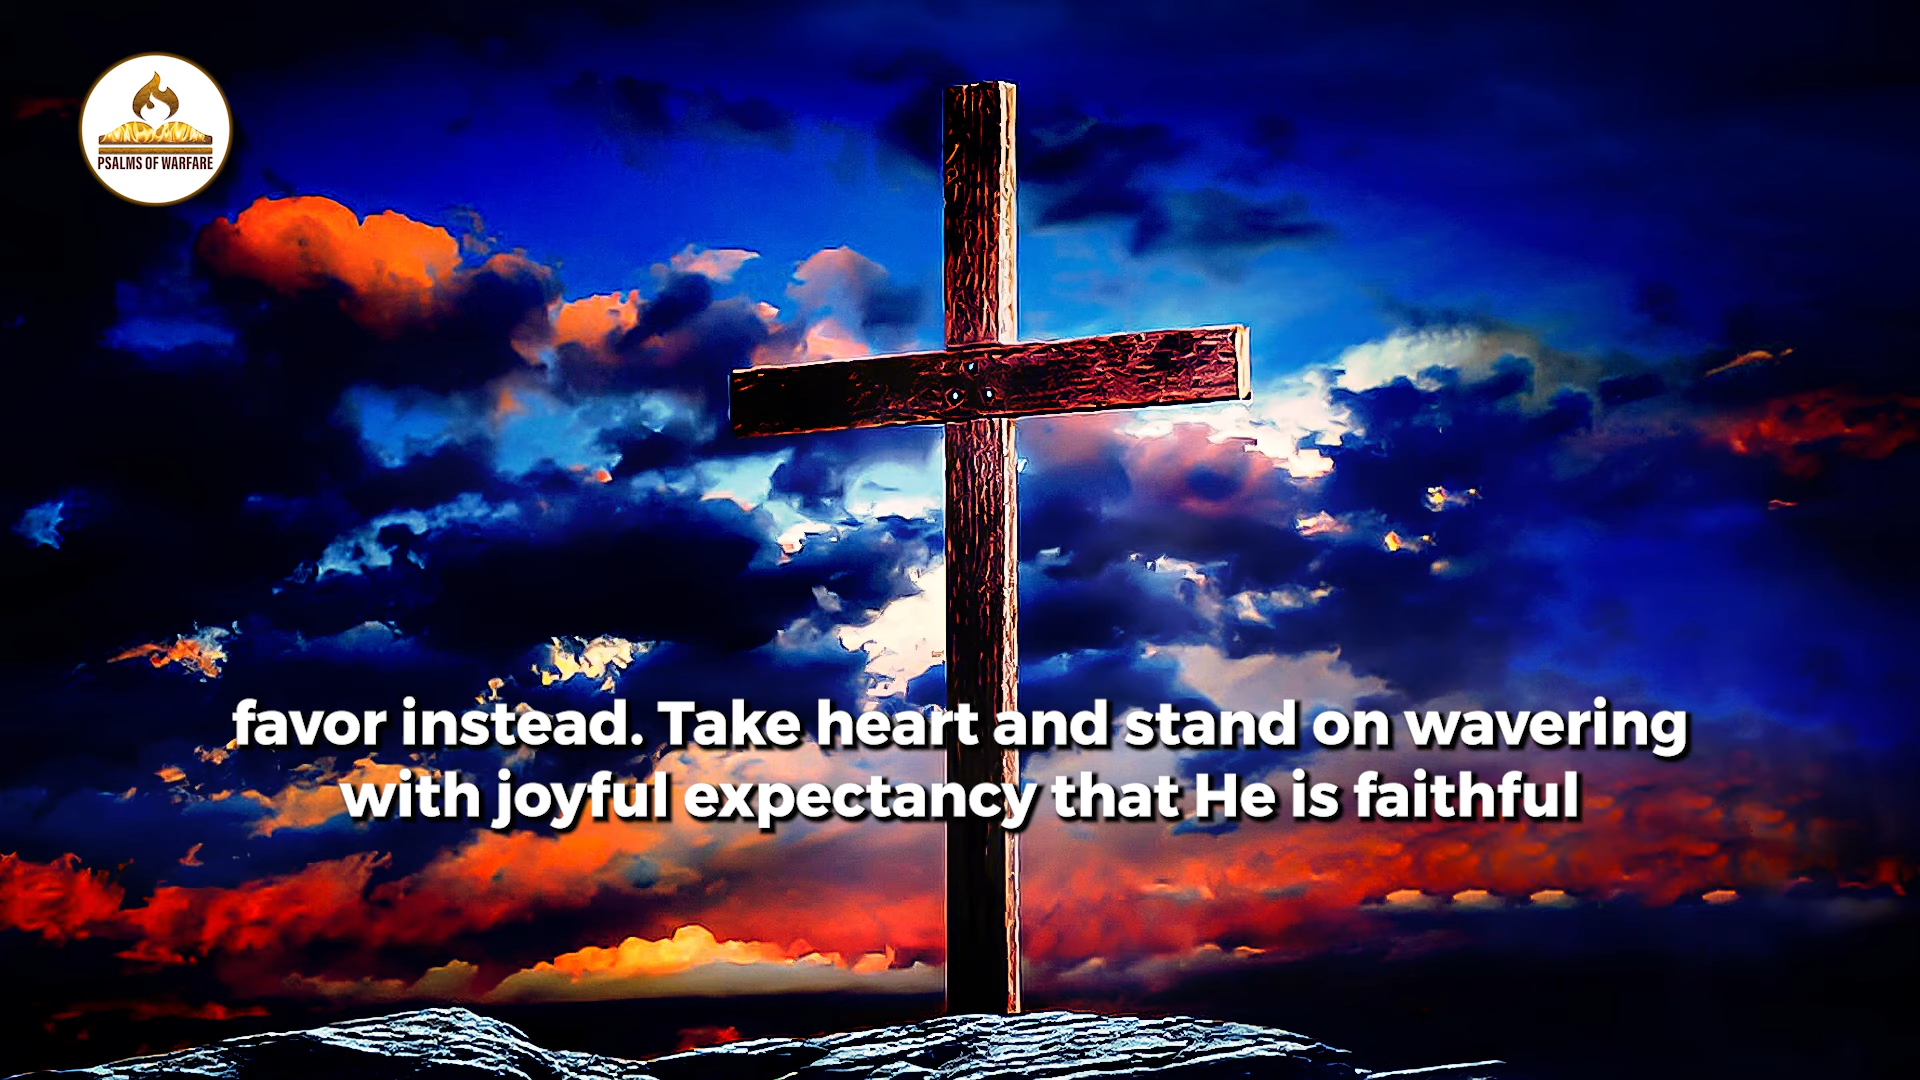 PSALMS OF WARFARE
favor instead. Take heart and stand on wavering
with joyful expectancy that He is faithful